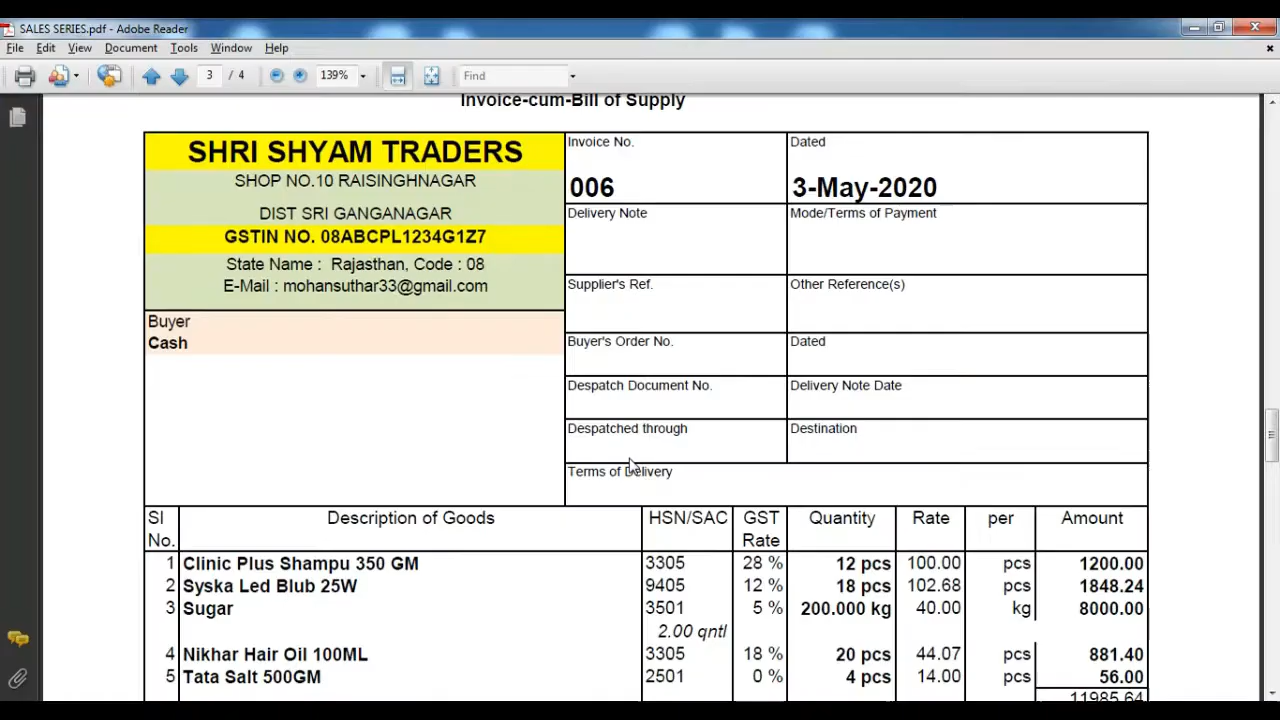 SALES SERIES.pdf - Adobe Reader
File Edit View Document Tools Window Help
3 / 4 139% Find
Invoice-cum-Bill of Supply
SHRI SHYAM TRADERS
SHOP NO.10 RAISINGHNAGAR
DIST SRI GANGANAGAR
GSTIN NO. 08ABCPL1234G1Z7
State Name : Rajasthan, Code : 08
E-Mail : mohansuthar33@gmail.com
Buyer
Cash
Invoice No. Dated
006 3-May-2020
Delivery Note Mode/Terms of Payment
Supplier's Ref. Other Reference(s)
Buyer's Order No. Dated
Despatch Document No. Delivery Note Date
Despatched through Destination
Terms of Delivery
Sl No. Description of Goods HSN/SAC GST Rate Quantity Rate per Amount
1 Clinic Plus Shampu 350 GM 3305 28 % 12 pcs 100.00 pcs 1200.00
2 Syska Led Blub 25W 9405 12 % 18 pcs 102.68 pcs 1848.24
3 Sugar 3501 5 % 200.000 kg 40.00 kg 8000.00
2.00 qntl
4 Nikhar Hair Oil 100ML 3305 18 % 20 pcs 44.07 pcs 881.40
5 Tata Salt 500GM 2501 0 % 4 pcs 14.00 pcs 56.00
11985.64